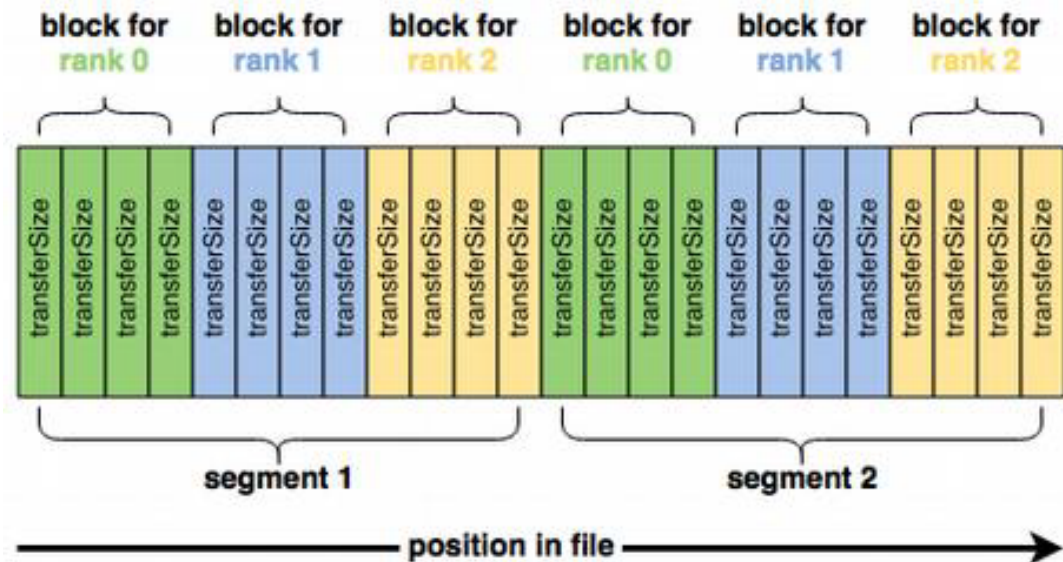 block for block for block for block for block for block for
rank 0 rank 1 rank 2 rank 0 rank 1 rank 2
transferSize transferSize transferSize transferSize transferSize transferSize transferSize transferSize transferSize transferSize transferSize transferSize transferSize transferSize transferSize transferSize transferSize transferSize transferSize transferSize transferSize transferSize transferSize transferSize
segment 1 segment 2
position in file